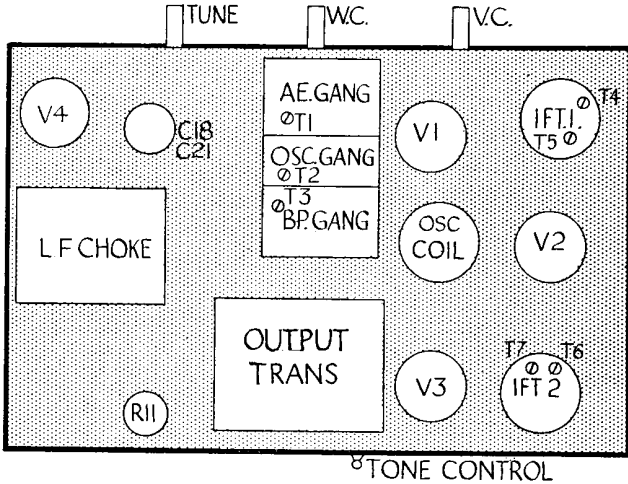 TUNE
W.C.
V.C.
V4
C18
C21
AE.GANG
T1
OSC.GANG
T2
T3
BP.GANG
V1
IFT.1.
T4
T5
L F CHOKE
OSC
COIL
V2
OUTPUT
TRANS
V3
T7
T6
IFT 2
R11
TONE CONTROL